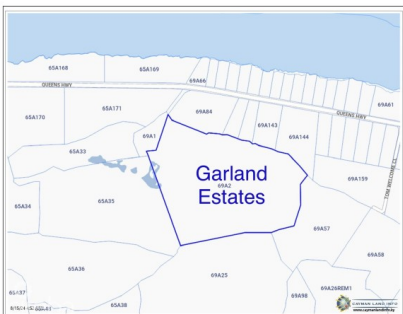 65A168
65A169
69A66
QUEENS HWY
69A61
65A171
69A84
QUEENS HWY
65A170
69A143
69A1
69A144
65A33
Garland
Estates
69A2
69A159
TOM WELCOME CL
65A34
65A35
69A57
69A58
65A36
69A25
69A26REM1
65A37
65A38
69A98
CAYMAN LAND INFO
www.caymanlandinfo.ky